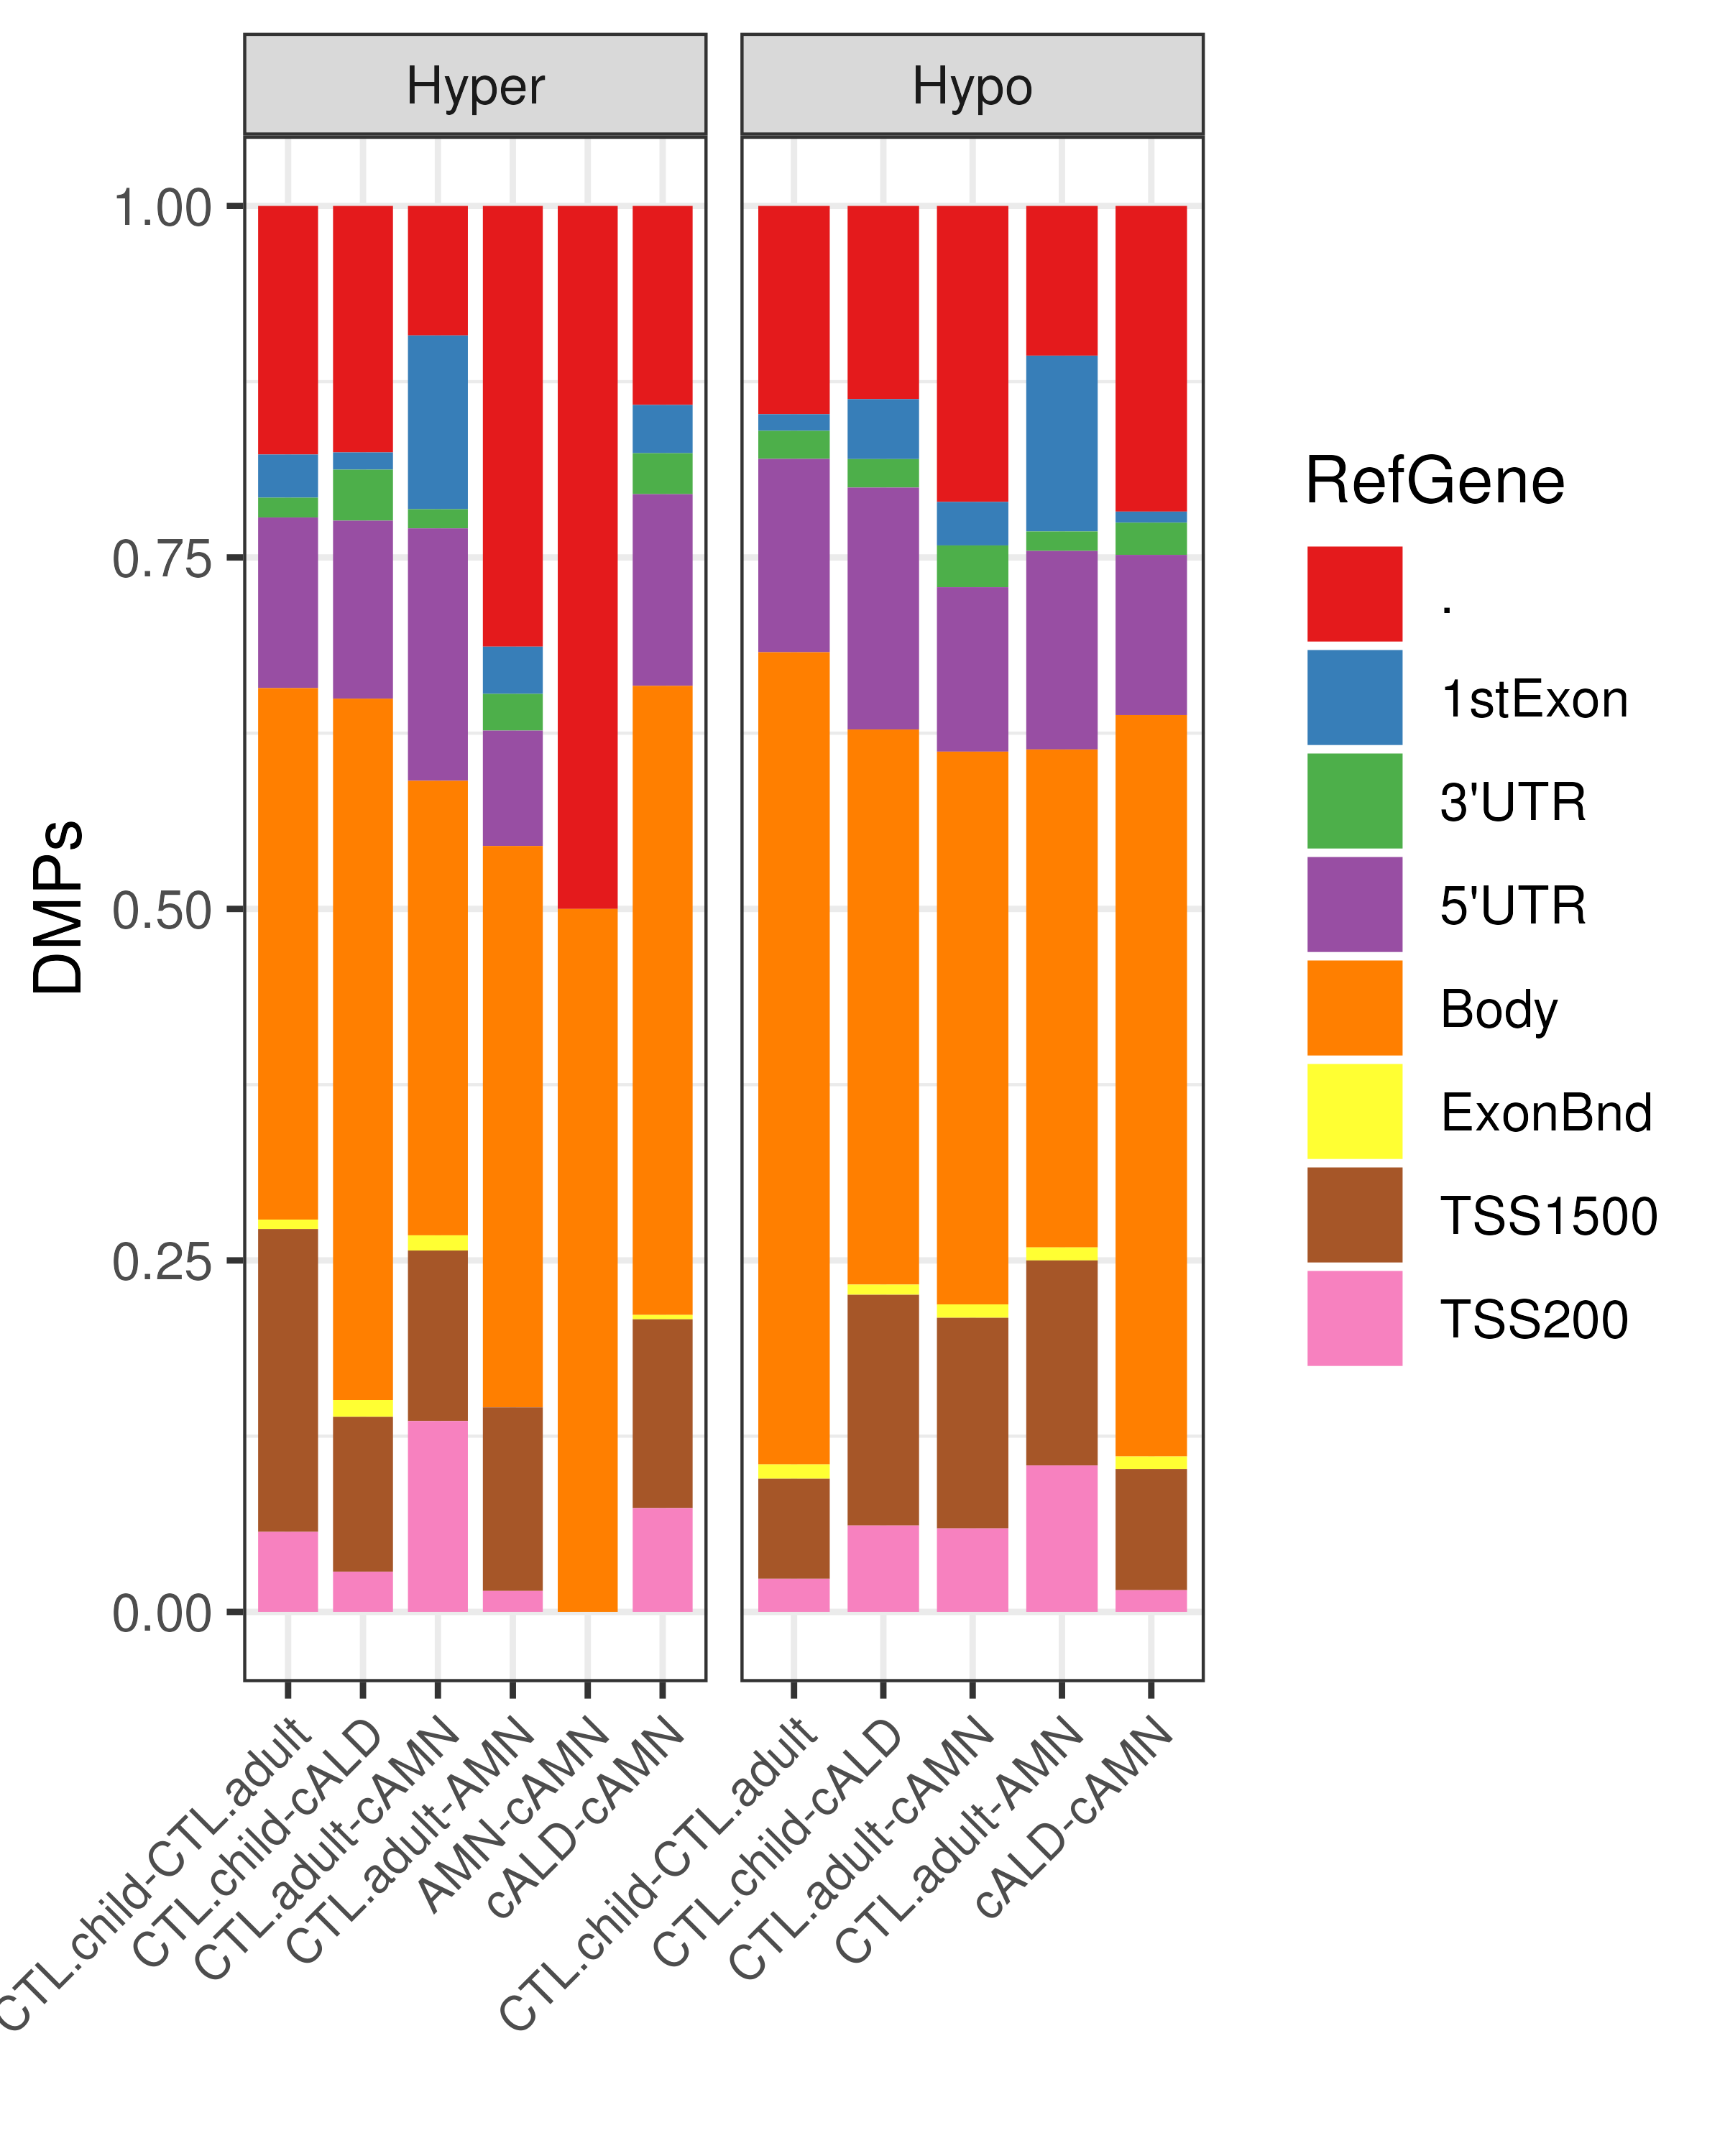 Hyper
Hypo
1.00
0.75
0.50
0.25
0.00
DMPs
CTL.child-CTL.adult
CTL.child-cALD
CTL.adult-cAMN
CTL.adult-AMN
AMN-cAMN
cALD-cAMN
CTL.child-CTL.adult
CTL.child-cALD
CTL.adult-cAMN
CTL.adult-AMN
cALD-cAMN
RefGene
.
1stExon
3'UTR
5'UTR
Body
ExonBnd
TSS1500
TSS200